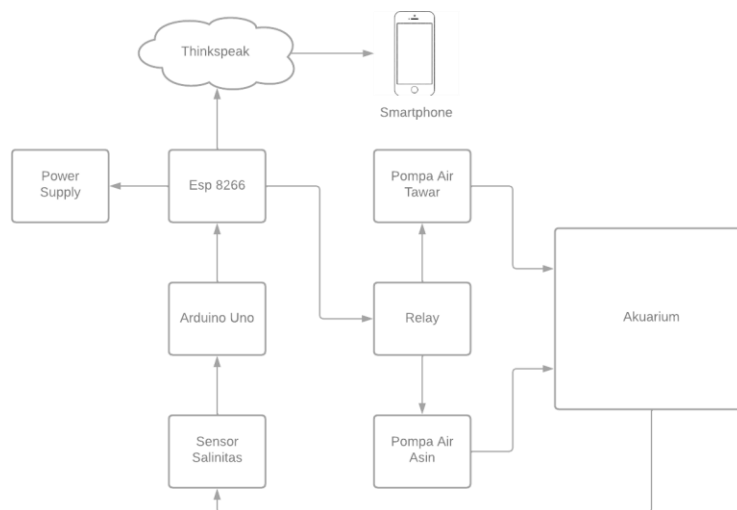 Thinkspeak
Smartphone
Power
Supply
Esp 8266
Pompa Air
Tawar
Arduino Uno
Relay
Akuarium
Sensor
Salinitas
Pompa Air
Asin